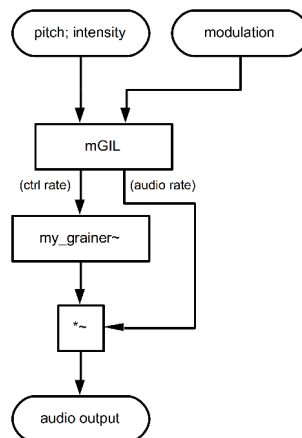 pitch; intensity
modulation
mGIL
(ctrl rate)
(audio rate)
my_grainer~
*~
audio output